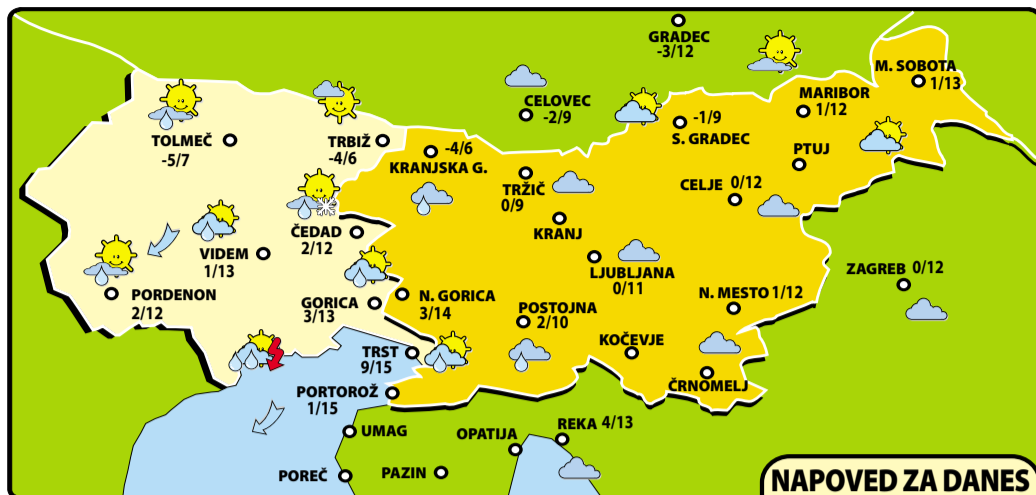 GRADEC
-3/12
M. SOBOTA
1/13
MARIBOR
1/12
CELOVEC
-2/9
-1/9
S. GRADEC
TOLMEČ
-5/7
TRBIŽ
-4/6
-4/6
KRANJSKA G.
PTUJ
TRŽIČ
0/9
CELJE 0/12
KRANJ
ČEDAD
2/12
VIDEM
1/13
LJUBLJANA
0/11
ZAGREB 0/12
PORDENON
2/12
GORICA
3/13
N. GORICA
3/14
N. MESTO 1/12
POSTOJNA
2/10
KOČEVJE
TRST
9/15
ČRNOMELJ
PORTOROŽ
1/15
UMAG
OPATIJA
REKA 4/13
POREČ
PAZIN
NAPOVED ZA DANES